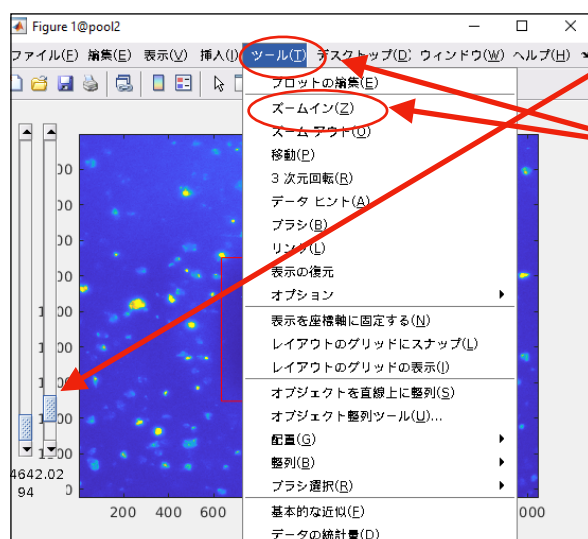 Figure 1@pool2
ファイル(F) 編集(E) 表示(V) 挿入(I) ツール(T) デスクトップ(D) ウィンドウ(W) ヘルプ(H)
プロットの編集(E)
ズームイン(Z)
ズーム アウト(O)
移動(P)
3 次元回転(R)
データ ヒント(A)
ブラシ(B)
リンク(L)
表示の復元
オプション
表示を座標軸に固定する(N)
レイアウトのグリッドにスナップ(L)
レイアウトのグリッドの表示(I)
オブジェクトを直線上に整列(S)
オブジェクト整列ツール(U)...
配置(G)
整列(B)
ブラシ選択(R)
基本的な近似(F)
データの統計量(D)
4642.02
94
0
200 400 600
000